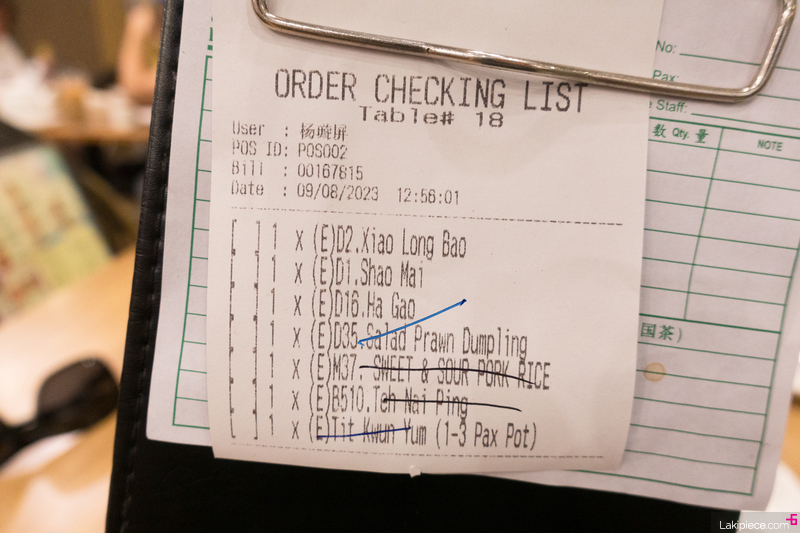 No:
Pax:
e Staff:
數 Qty. 量 NOTE
ORDER CHECKING LIST
Table# 18
User : 杨璇屏
POS ID: POS002
Bill : 00167815
Date : 09/08/2023 12:56:01
[ ] 1 x (E)D2.Xiao Long Bao
[ ] 1 x (E)D1.Shao Mai
[ ] 1 x (E)D16.Ha Gao
[ ] 1 x (E)D35.Salad Prawn Dumpling
[ ] 1 x (E)M37. SWEET & SOUR PORK RICE
[ ] 1 x (E)B510.Teh Nai Ping
[ ] 1 x (E)Tit Kwun Yum (1-3 Pax Pot)
国茶)
Lakipiece.com